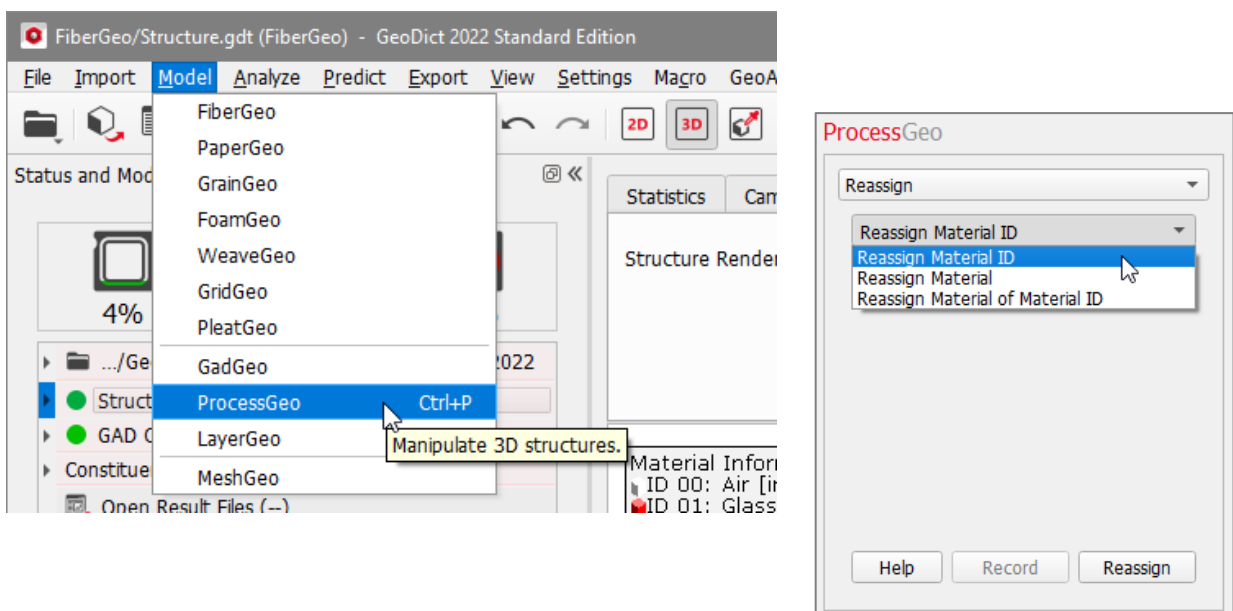 FiberGeo/Structure.gdt (FiberGeo) - GeoDict 2022 Standard Edition
File Import Model Analyze Predict Export View Settings Macro GeoA
2D 3D
Status and Mod
4%
.../Ge
2022
Struct
GAD
Constitue
Open Result Files (--)
FiberGeo
PaperGeo
GrainGeo
FoamGeo
WeaveGeo
GridGeo
PleatGeo
GadGeo
ProcessGeo Ctrl+P
LayerGeo
MeshGeo
Manipulate 3D structures.
Statistics Cam
Structure Render
Material Infor
ID 00: Air [in
ID 01: Glass
ProcessGeo
Reassign
Reassign Material ID
Reassign Material ID
Reassign Material
Reassign Material of Material ID
Help Record Reassign